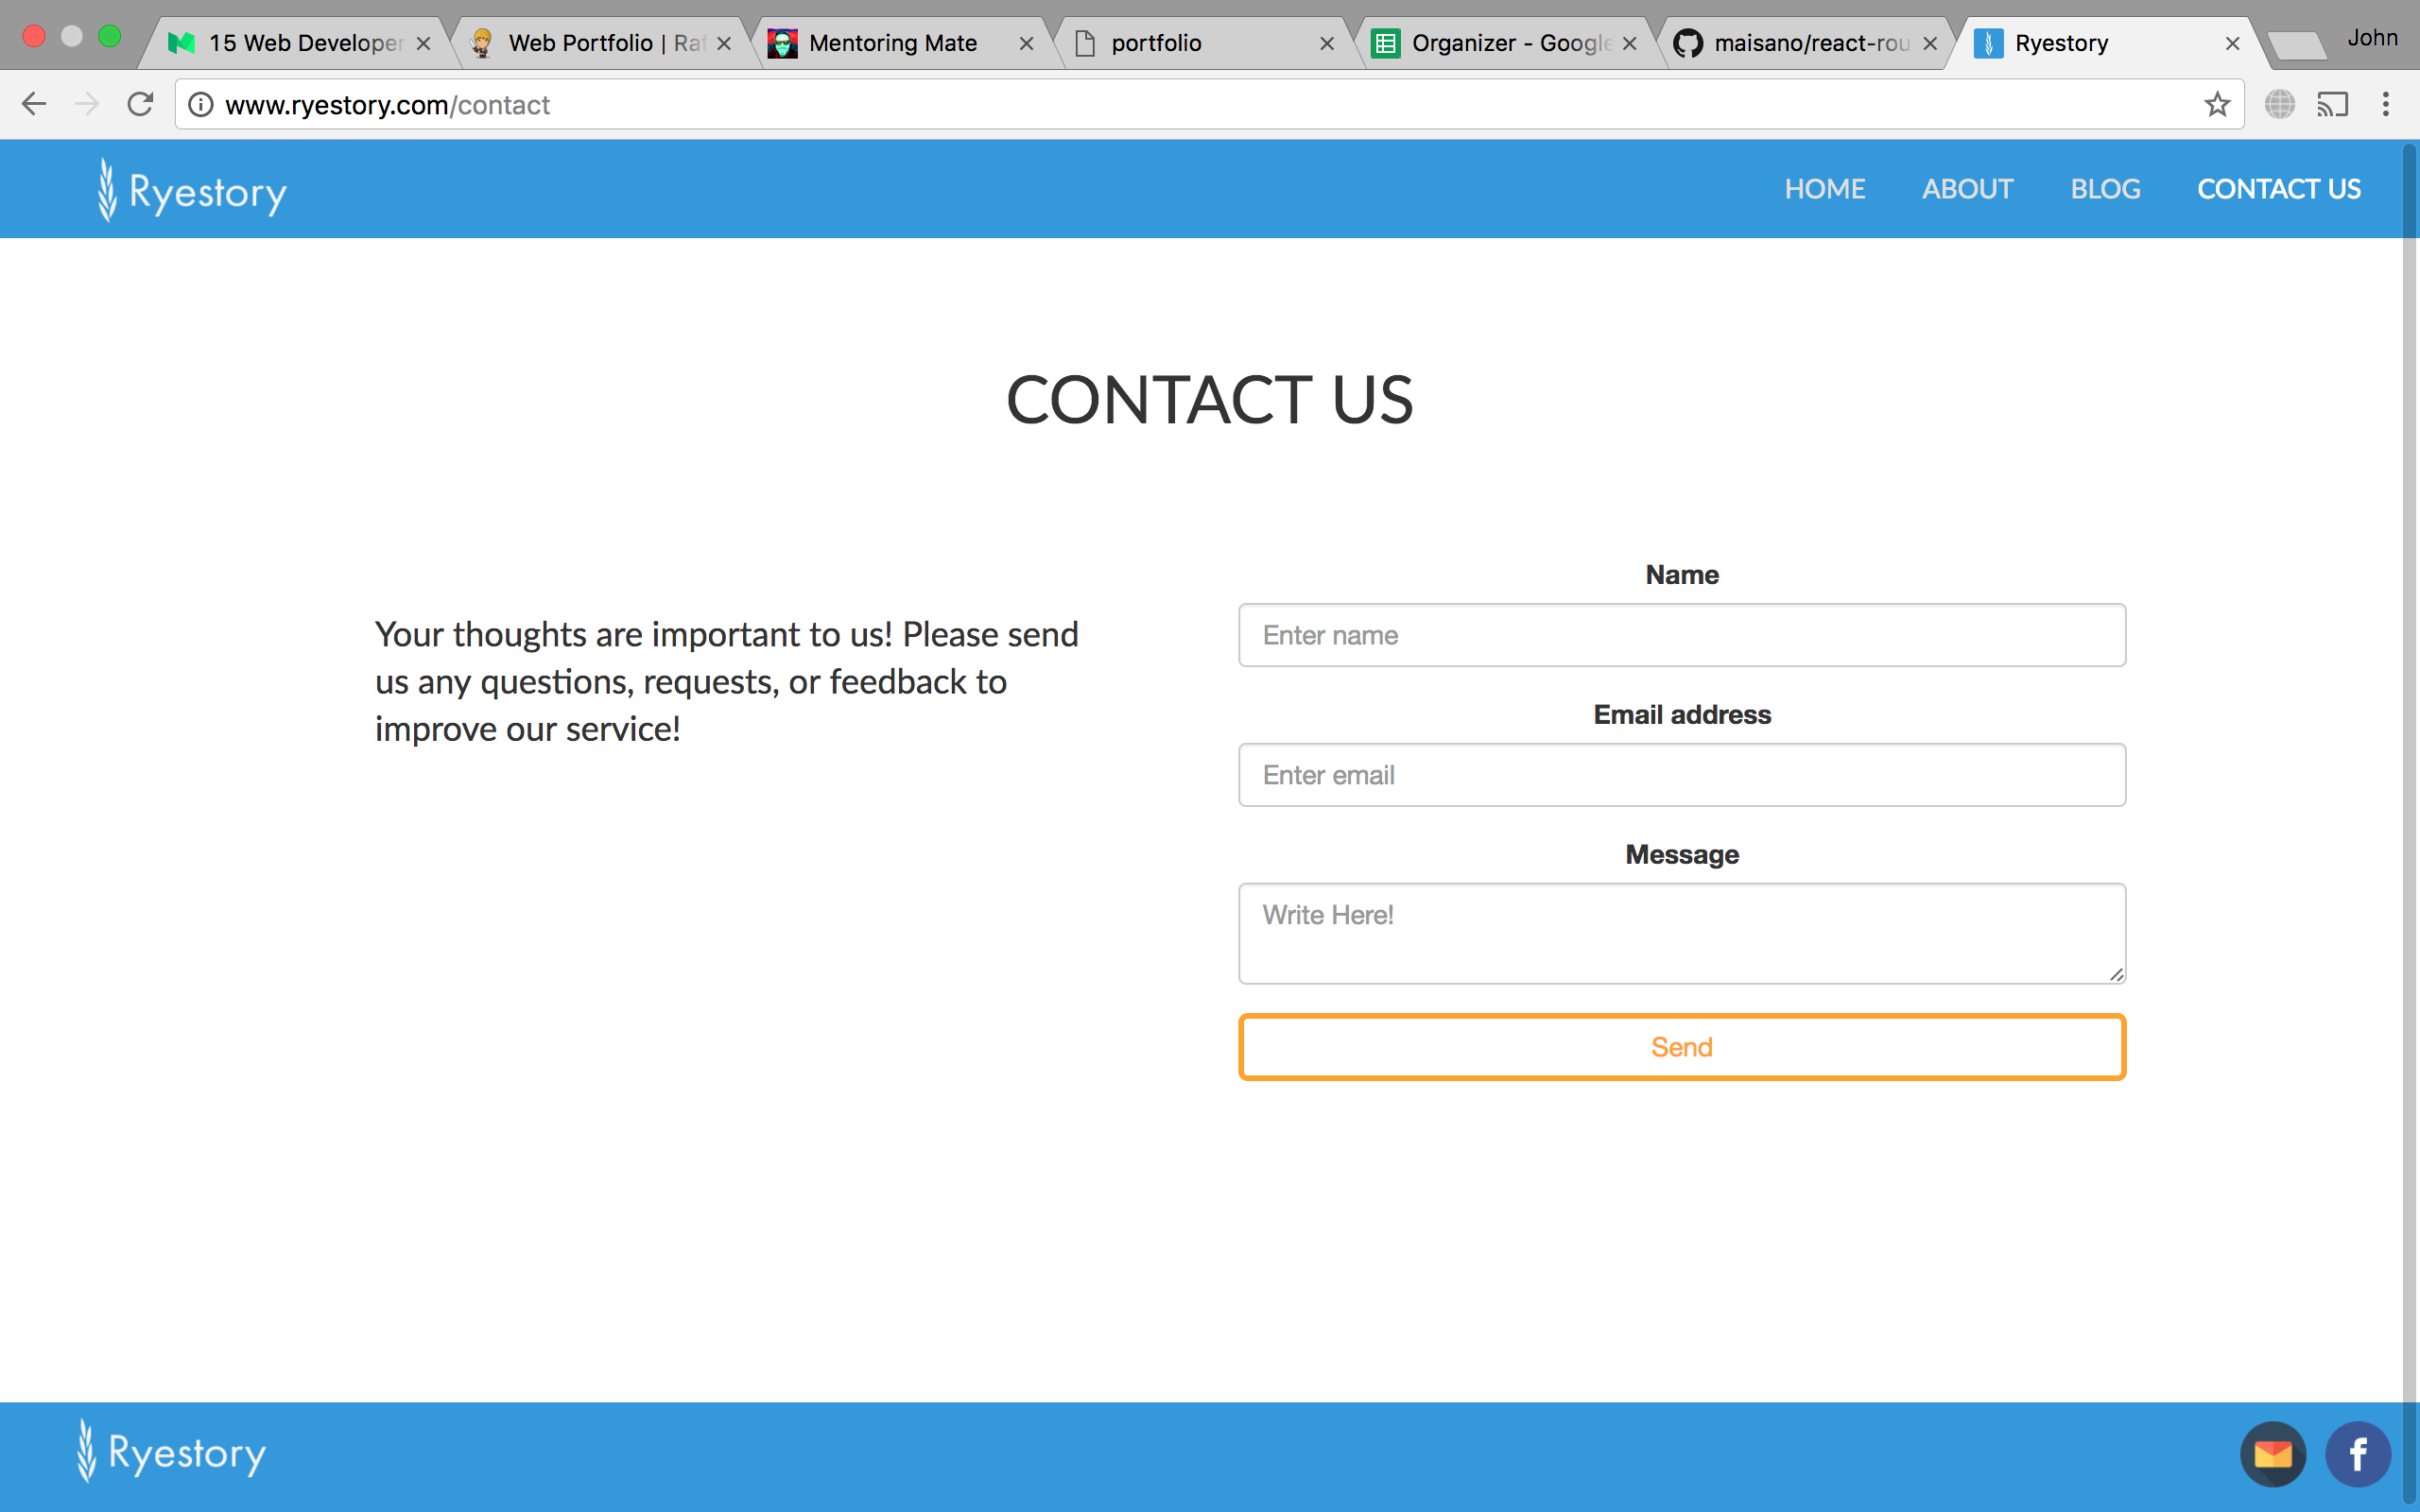 15 Web Developer
Web Portfolio | Raf
Mentoring Mate
portfolio
Organizer - Google
maisano/react-rou
Ryestory
John
www.ryestory.com/contact
Ryestory
HOME
ABOUT
BLOG
CONTACT US
CONTACT US
Your thoughts are important to us! Please send
us any questions, requests, or feedback to
improve our service!
Name
Enter name
Email address
Enter email
Message
Write Here!
Send
Ryestory
f